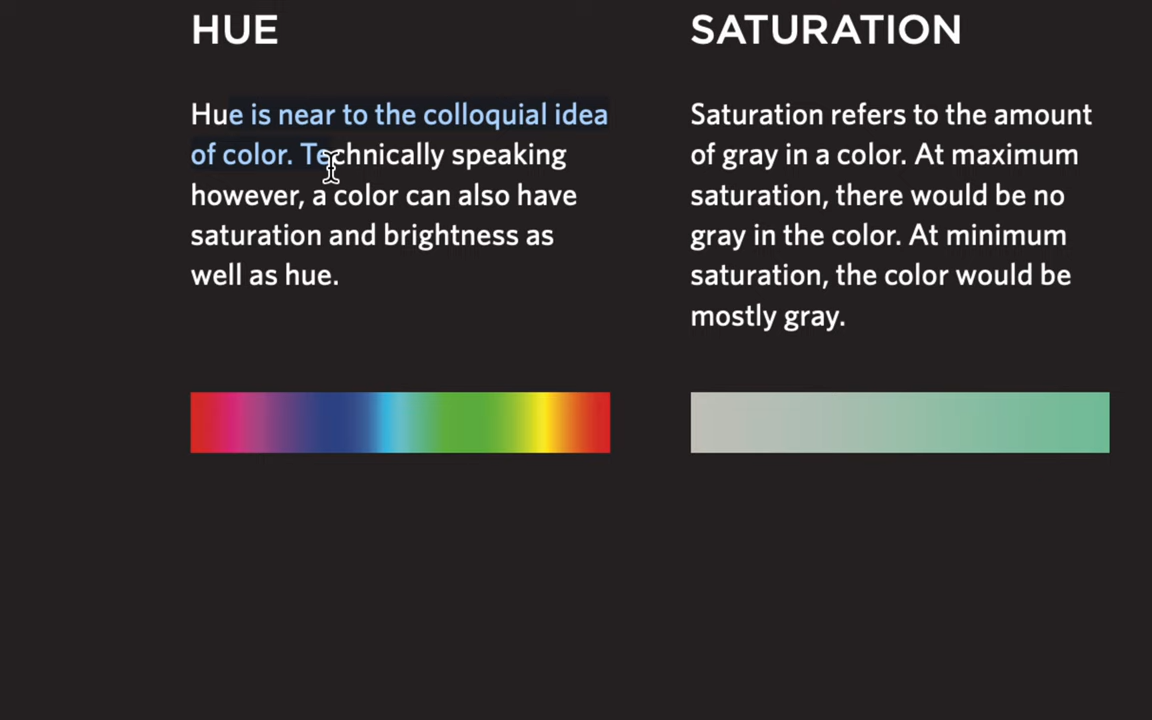 HUE
Hue is near to the colloquial idea
of color. Technically speaking
however, a color can also have
saturation and brightness as
well as hue.
SATURATION
Saturation refers to the amount
of gray in a color. At maximum
saturation, there would be no
gray in the color. At minimum
saturation, the color would be
mostly gray.